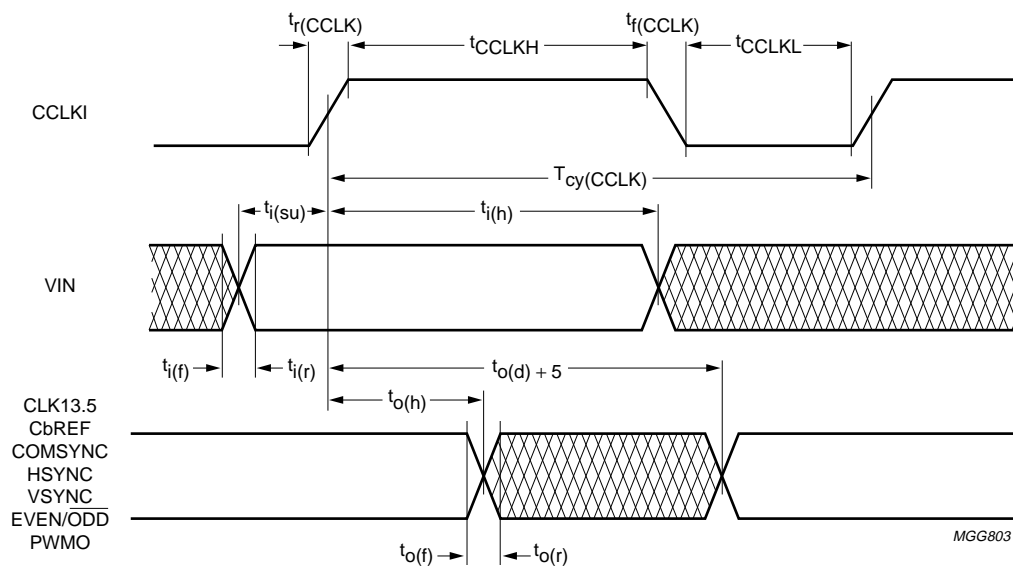 tr(CCLK)
tCCLKH
tf(CCLK)
tCCLKL
CCLKI
Tcy(CCLK)
ti(su)
ti(h)
VIN
ti(f)
ti(r)
to(d) + 5
to(h)
CLK13.5
CbREF
COMSYNC
HSYNC
VSYNC
EVEN/ODD
PWMO
to(f)
to(r)
MGG803